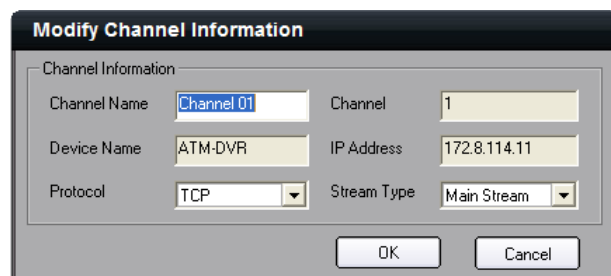 Modify Channel Information
Channel Information
Channel Name Channel 01 Channel 1
Device Name ATM-DVR IP Address 172.8.114.11
Protocol TCP Stream Type Main Stream
OK Cancel